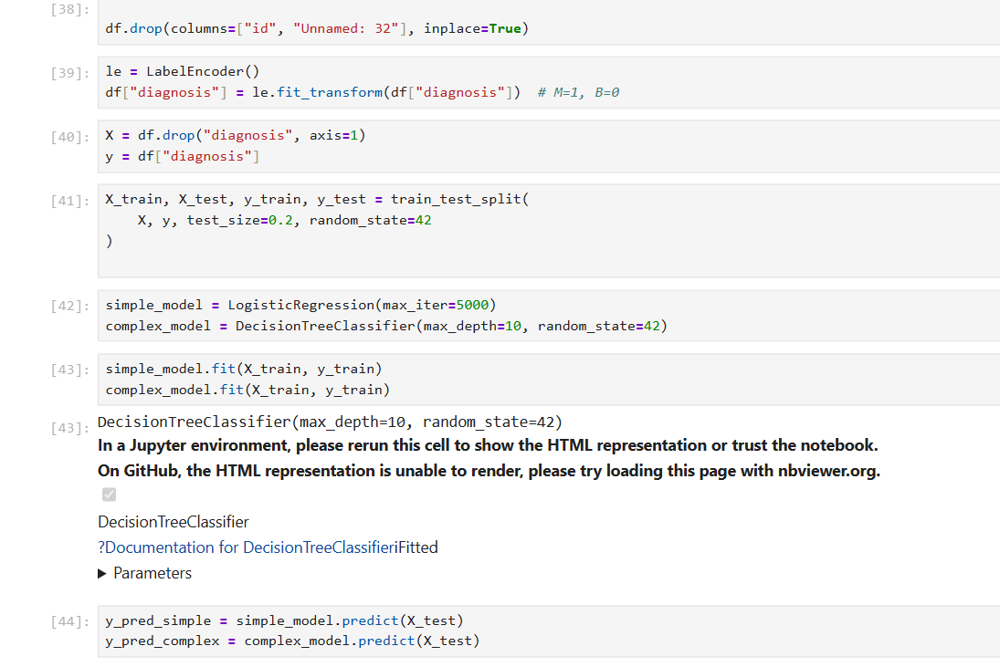 [38]:
df.drop(columns=["id", "Unnamed: 32"], inplace=True)
[39]:
le = LabelEncoder()
df["diagnosis"] = le.fit_transform(df["diagnosis"])  # M=1, B=0
[40]:
X = df.drop("diagnosis", axis=1)
y = df["diagnosis"]
[41]:
X_train, X_test, y_train, y_test = train_test_split(
    X, y, test_size=0.2, random_state=42
)
[42]:
simple_model = LogisticRegression(max_iter=5000)
complex_model = DecisionTreeClassifier(max_depth=10, random_state=42)
[43]:
simple_model.fit(X_train, y_train)
complex_model.fit(X_train, y_train)
[43]:
DecisionTreeClassifier(max_depth=10, random_state=42)
In a Jupyter environment, please rerun this cell to show the HTML representation or trust the notebook.
On GitHub, the HTML representation is unable to render, please try loading this page with nbviewer.org.
DecisionTreeClassifier
?Documentation for DecisionTreeClassifieriFitted
Parameters
[44]:
y_pred_simple = simple_model.predict(X_test)
y_pred_complex = complex_model.predict(X_test)